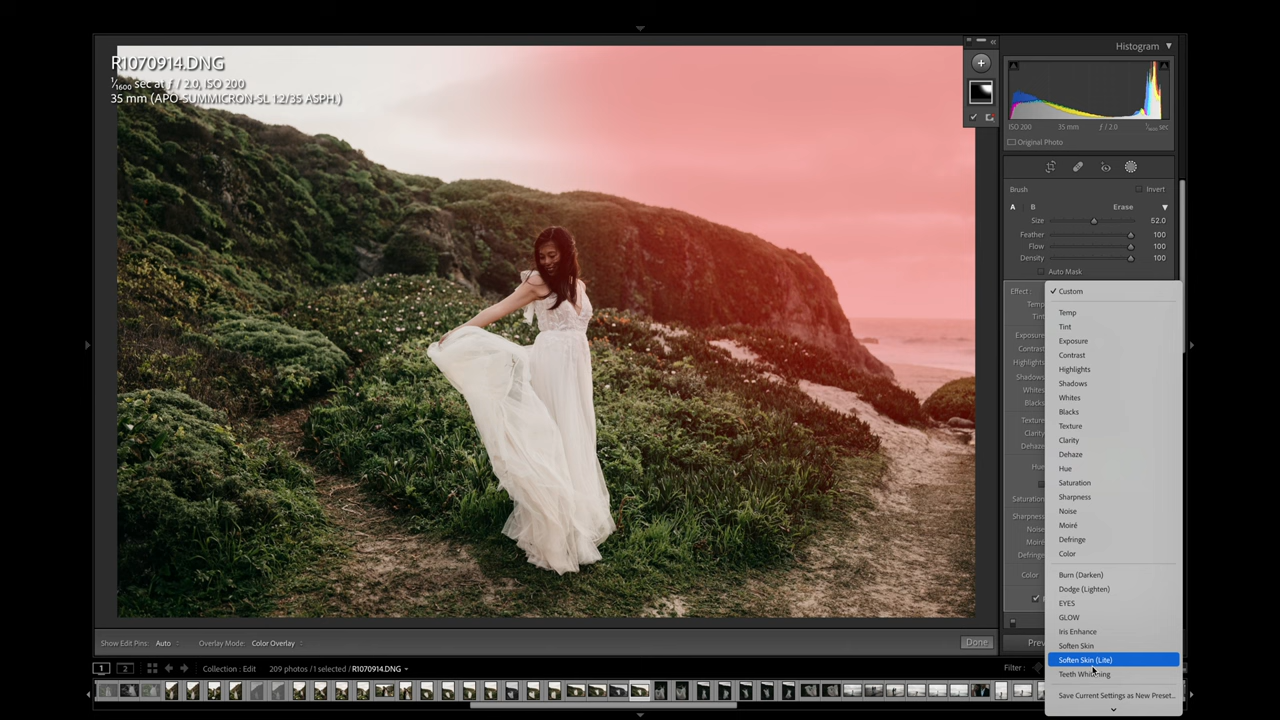 R1070914.DNG
1/1600 sec at ƒ / 2.0, ISO 200
35 mm (APO-SUMMICRON-SL 1:2/35 ASPH.)
Histogram
ISO 200 35 mm ƒ / 2.0 sec
Original Photo
Brush Invert
A B Erase
Size 52.0
Feather 100
Flow 100
Density 100
Auto Mask
Effect :
Temp
Tint
Exposure
Contrast
Highlights
Shadows
Whites
Blacks
Texture
Clarity
Dehaze
Hue
Saturation
Sharpness
Noise
Moiré
Defringe
Color
Prev
Custom
Temp
Tint
Exposure
Contrast
Highlights
Shadows
Whites
Blacks
Texture
Clarity
Dehaze
Hue
Saturation
Sharpness
Noise
Moiré
Defringe
Color
Burn (Darken)
Dodge (Lighten)
EYES
GLOW
Iris Enhance
Soften Skin
Soften Skin (Lite)
Teeth Whitening
Save Current Settings as New Preset...
Show Edit Pins: Auto Overlay Mode: Color Overlay Done
1 2 Collection : Edit 209 photos / 1 selected / R1070914.DNG Filter :